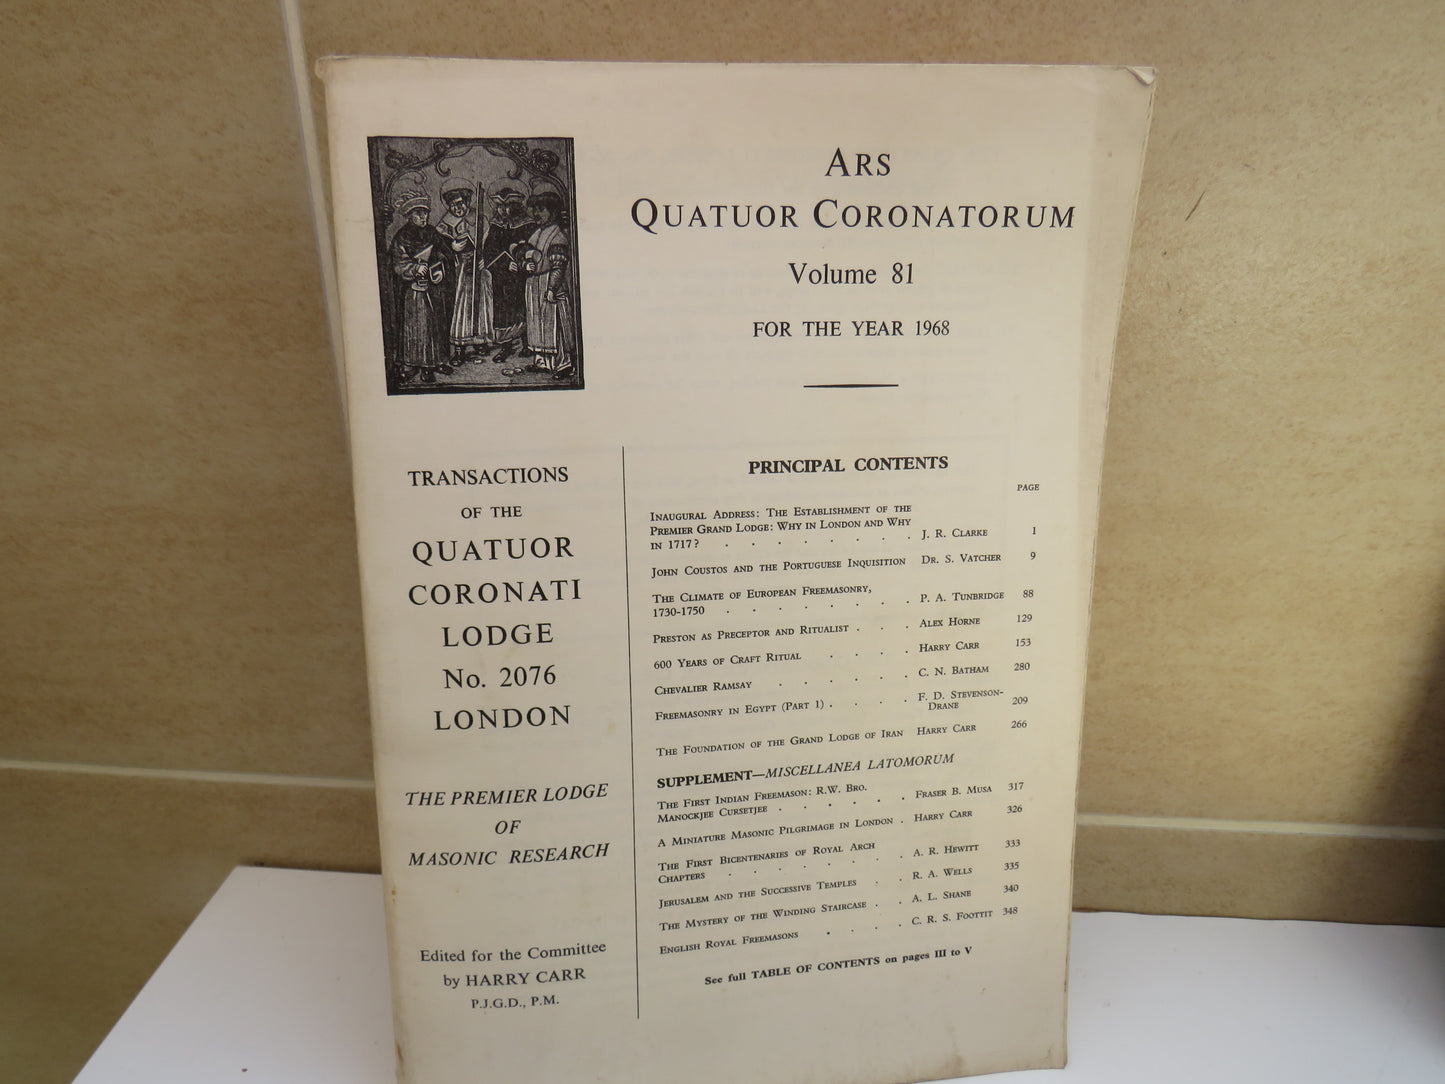 ARS
QUATUOR CORONATORUM
Volume 81
FOR THE YEAR 1968
TRANSACTIONS
OF THE
QUATUOR
CORONATI
LODGE
No. 2076
LONDON
THE PREMIER LODGE
OF
MASONIC RESEARCH
Edited for the Committee
by HARRY CARR
P.J.G.D., P.M.
PRINCIPAL CONTENTS
PAGE
INAUGURAL ADDRESS: THE ESTABLISHMENT OF THE
PREMIER GRAND LODGE: WHY IN LONDON AND WHY
IN 1717? . . . . . . . . J. R. CLARKE 1
JOHN COUSTOS AND THE PORTUGUESE INQUISITION DR. S. VATCHER 9
THE CLIMATE OF EUROPEAN FREEMASONRY,
1730-1750 . . . . . . . . P. A. TUNBRIDGE 88
PRESTON AS PRECEPTOR AND RITUALIST . . . ALEX HORNE 129
600 YEARS OF CRAFT RITUAL . . . . HARRY CARR 153
CHEVALIER RAMSAY . . . . . . C. N. BATHAM 280
FREEMASONRY IN EGYPT (PART 1) . . . . F. D. STEVENSON-
DRANE 209
THE FOUNDATION OF THE GRAND LODGE OF IRAN HARRY CARR 266
SUPPLEMENT—MISCELLANEA LATOMORUM
THE FIRST INDIAN FREEMASON: R.W. BRO.
MANOCKJEE CURSETJEE . . . . . . FRASER B. MUSA 317
A MINIATURE MASONIC PILGRIMAGE IN LONDON . HARRY CARR 326
THE FIRST BICENTENARIES OF ROYAL ARCH
CHAPTERS . . . . . . . A. R. HEWITT 333
JERUSALEM AND THE SUCCESSIVE TEMPLES . . R. A. WELLS 335
THE MYSTERY OF THE WINDING STAIRCASE . . A. L. SHANE 340
ENGLISH ROYAL FREEMASONS . . . . C. R. S. FOOTTIT 348
See full TABLE OF CONTENTS on pages III to V